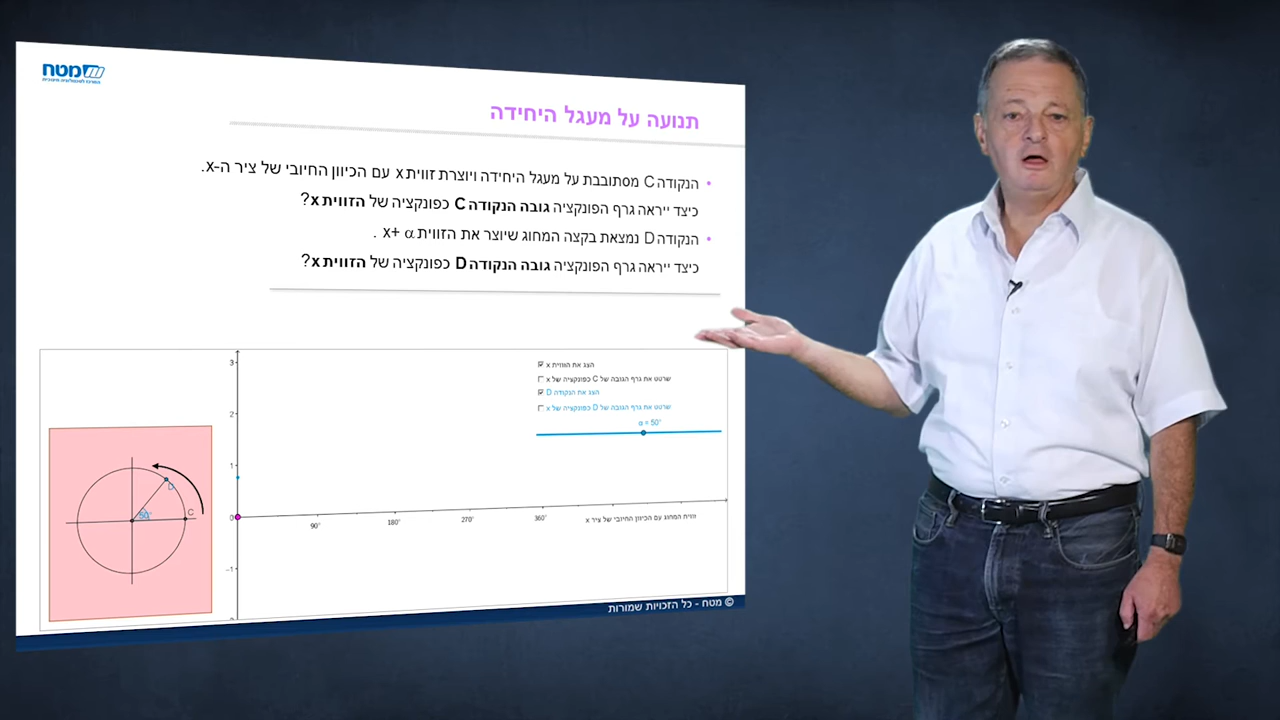 מטח
תנועה על מעגל היחידה
• הנקודה C מסתובבת על מעגל היחידה ויוצרת זווית x עם הכיוון החיובי של ציר ה-x.
כיצד ייראה גרף הפונקציה גובה הנקודה C כפונקציה של הזווית x?
• הנקודה D נמצאת בקצה המחוג שיוצר את הזווית x+ α .
כיצד ייראה גרף הפונקציה גובה הנקודה D כפונקציה של הזווית x?
הצג את הזווית x
שרטט את גרף הגובה של C כפונקציה של x
הצג את הנקודה D
שרטט את גרף הגובה של D כפונקציה של x
α = 50°
3
2
1
0
-1
90° 180° 270° 360°
זווית המחוג עם הכיוון החיובי של ציר x
D
C
50°
© מטח - כל הזכויות שמורות